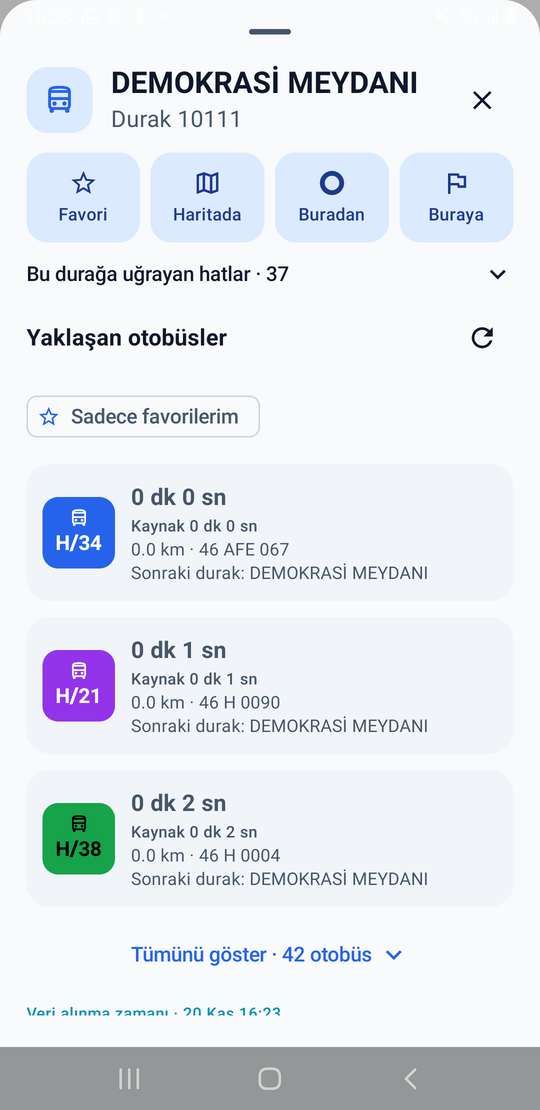 16:23
DEMOKRASİ MEYDANI
Durak 10111
Favori
Haritada
Buradan
Buraya
Bu durağa uğrayan hatlar · 37
Yaklaşan otobüsler
Sadece favorilerim
0 dk 0 sn
Kaynak 0 dk 0 sn
H/34
0.0 km · 46 AFE 067
Sonraki durak: DEMOKRASİ MEYDANI
0 dk 1 sn
Kaynak 0 dk 1 sn
H/21
0.0 km · 46 H 0090
Sonraki durak: DEMOKRASİ MEYDANI
0 dk 2 sn
Kaynak 0 dk 2 sn
H/38
0.0 km · 46 H 0004
Sonraki durak: DEMOKRASİ MEYDANI
Tümünü göster · 42 otobüs
Veri alınma zamanı · 20 Kas 16:23